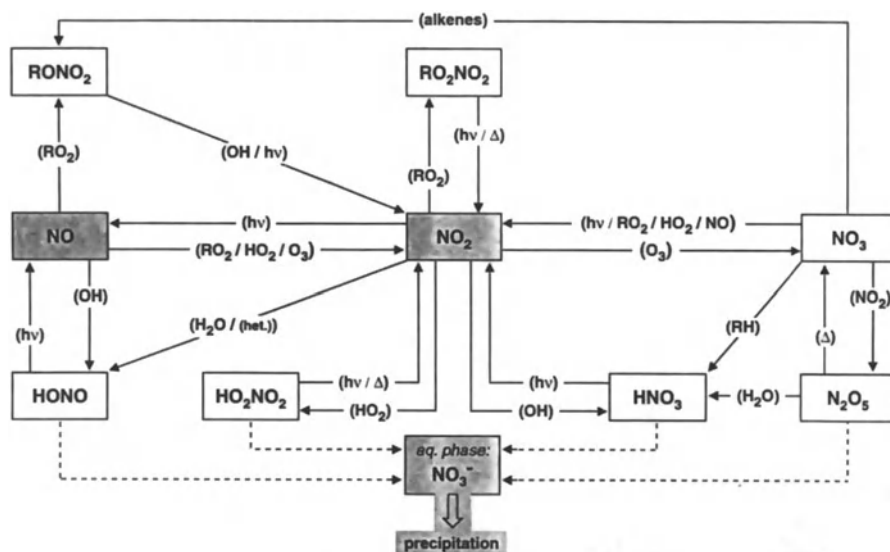 (alkenes)
RONO₂
RO₂NO₂
(RO₂)
(OH / hν)
(RO₂)
(hν / Δ)
NO
(hν)
(RO₂ / HO₂ / O₃)
NO₂
(hν / RO₂ / HO₂ / NO)
(O₃)
NO₃
(hν)
(OH)
(H₂O / (het.))
(RH)
(Δ)
(NO₂)
HONO
HO₂NO₂
(hν / Δ)
(HO₂)
(hν)
(OH)
HNO₃
(H₂O)
N₂O₅
aq. phase:
NO₃⁻
precipitation